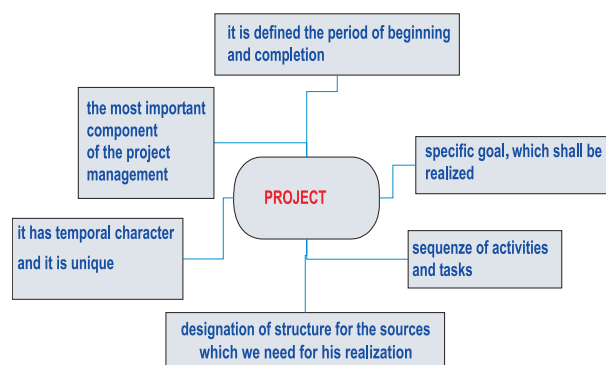 it is defined the period of beginning
and completion
the most important
component
of the project
management
specific goal, which shall be
realized
PROJECT
it has temporal character
and it is unique
sequenze of activities
and tasks
designation of structure for the sources
which we need for his realization